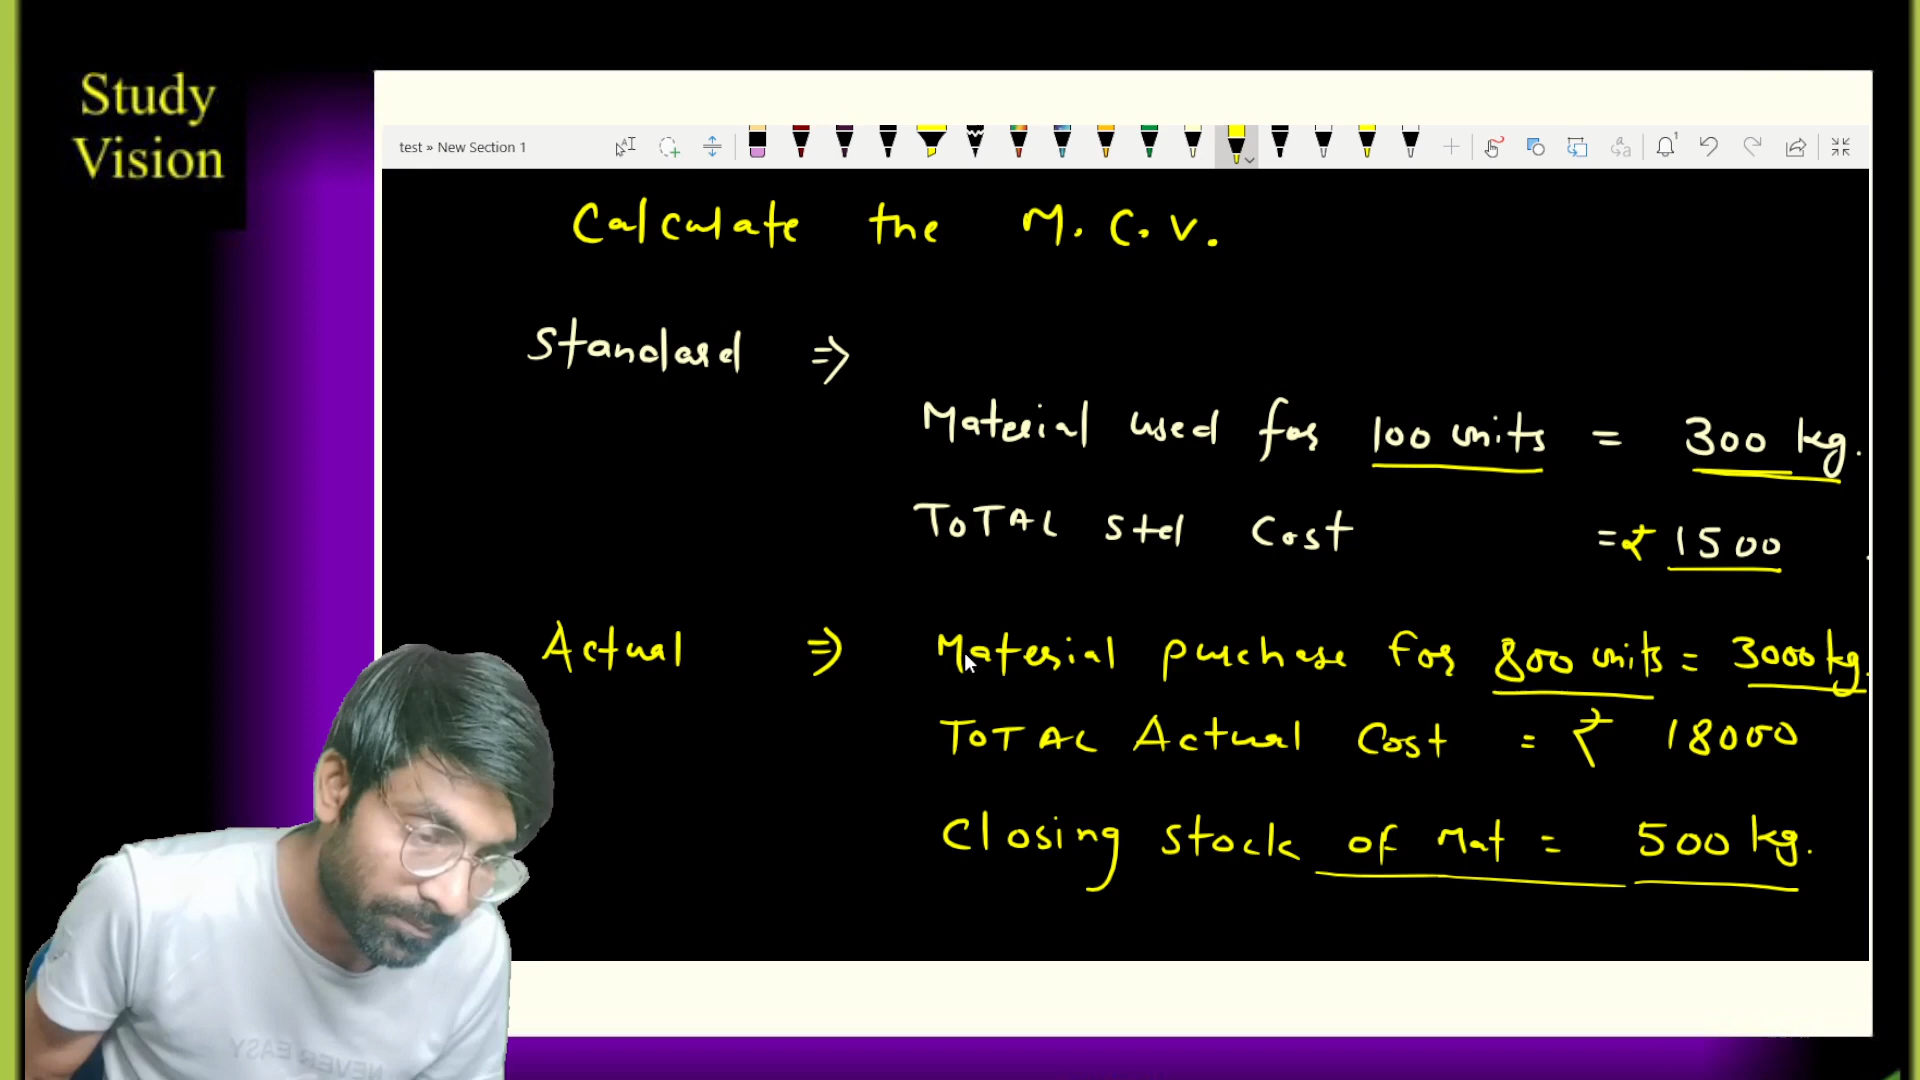 Study
Vision
test » New Section 1
Calculate the M.C.V.
Standard ⇒
Material used for 100 units = 300 kg.
TOTAL Std Cost = ₹ 1500
Actual ⇒ Material purchase for 800 units = 3000 kg.
TOTAL Actual Cost = ₹ 18000
Closing stock of Mat = 500 kg.
NEVER EASY